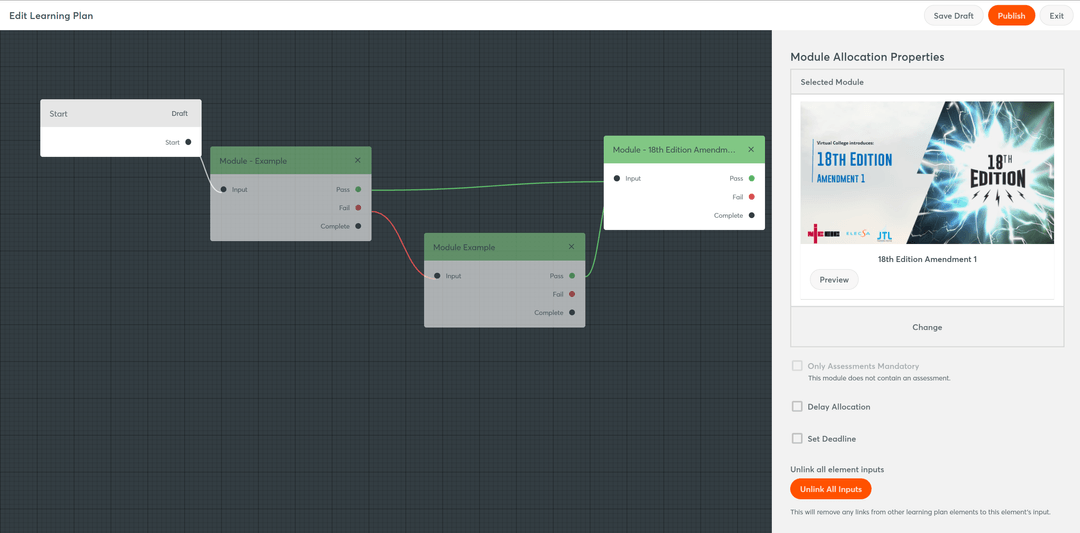 Edit Learning Plan
Save Draft
Publish
Exit
Start
Draft
Start
Module - Example
Input
Pass
Fail
Complete
Module Example
Input
Pass
Fail
Complete
Module - 18th Edition Amendm...
Input
Pass
Fail
Complete
Module Allocation Properties
Selected Module
Virtual College introduces:
18TH EDITION
AMENDMENT 1
18TH
EDITION
NICEIC
ELECSA
JTL
18th Edition Amendment 1
Preview
Change
Only Assessments Mandatory
This module does not contain an assessment.
Delay Allocation
Set Deadline
Unlink all element inputs
Unlink All Inputs
This will remove any links from other learning plan elements to this element's input.